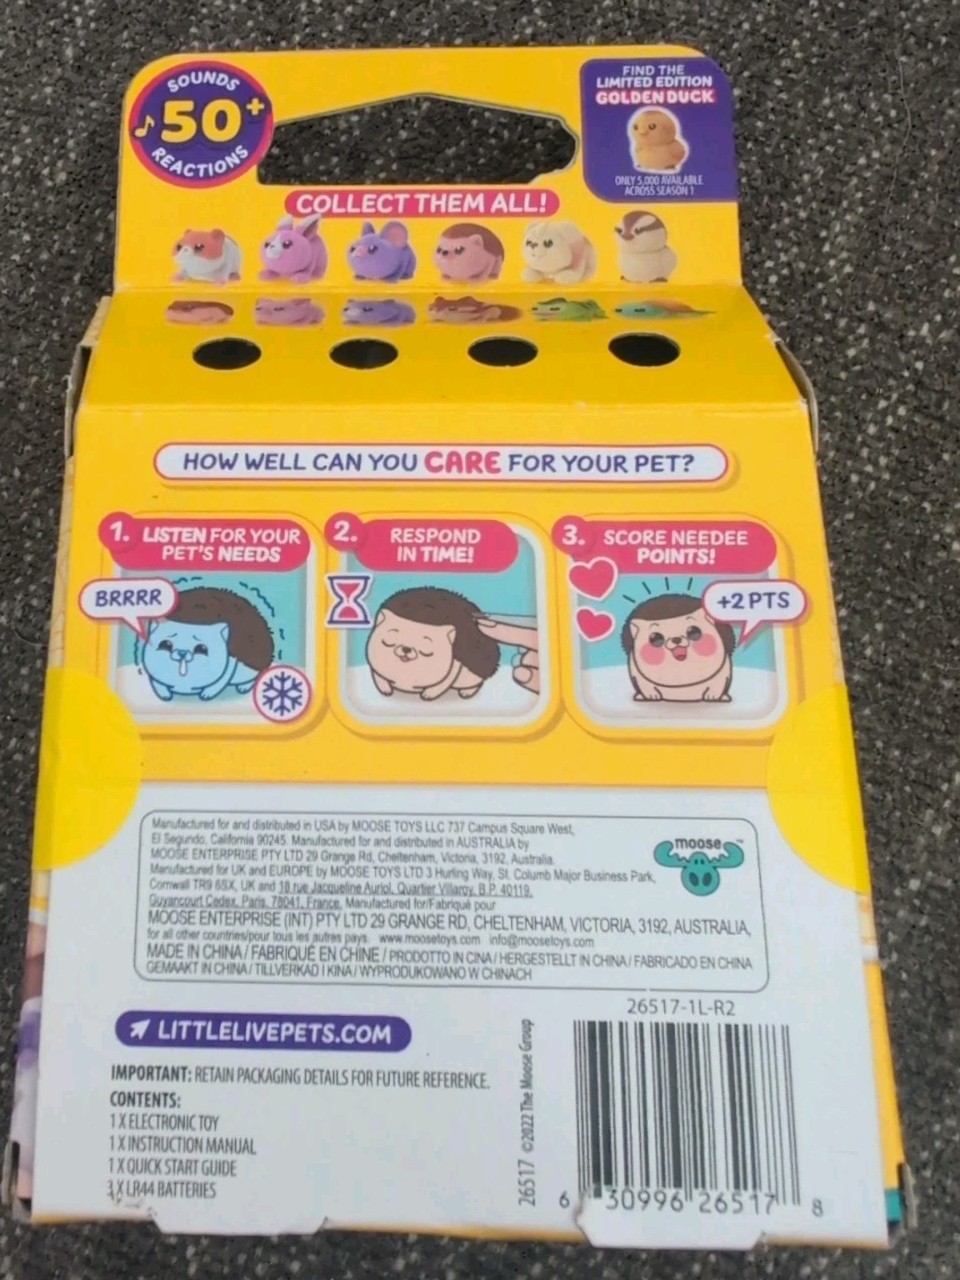 SOUNDS
50+
REACTIONS
FIND THE
LIMITED EDITION
GOLDEN DUCK
ONLY 5,000 AVAILABLE
ACROSS SEASON 1
COLLECT THEM ALL!
HOW WELL CAN YOU CARE FOR YOUR PET?
1. LISTEN FOR YOUR
PET'S NEEDS
BRRRR
2. RESPOND
IN TIME!
3. SCORE NEEDEE
POINTS!
+2 PTS
Manufactured for and distributed in USA by MOOSE TOYS LLC 737 Campus Square West,
El Segundo, California 90245. Manufactured for and distributed in AUSTRALIA by
MOOSE ENTERPRISE PTY LTD 29 Grange Rd, Cheltenham, Victoria, 3192, Australia.
Manufactured for UK and EUROPE by MOOSE TOYS LTD 3 Hurling Way, St. Columb Major Business Park,
Cornwall TR9 6SX, UK and 18 rue Jacqueline Auriol, Quartier Villaroy, B.P. 40119,
Guyancourt Cedex, Paris, 78041, France. Manufactured for/Fabriqué pour
MOOSE ENTERPRISE (INT) PTY LTD 29 GRANGE RD, CHELTENHAM, VICTORIA, 3192, AUSTRALIA,
for all other countries/pour tous les autres pays. www.moosetoys.com info@moosetoys.com
MADE IN CHINA / FABRIQUÉ EN CHINE / PRODOTTO IN CINA / HERGESTELLT IN CHINA / FABRICADO EN CHINA
GEMAAKT IN CHINA / TILLVERKAD I KINA / WYPRODUKOWANO W CHINACH
moose™
LITTLELIVEPETS.COM
IMPORTANT: RETAIN PACKAGING DETAILS FOR FUTURE REFERENCE.
CONTENTS:
1 X ELECTRONIC TOY
1 X INSTRUCTION MANUAL
1 X QUICK START GUIDE
3 X LR44 BATTERIES
26517 ©2022 The Moose Group
26517-1L-R2
6 30996 26517 8